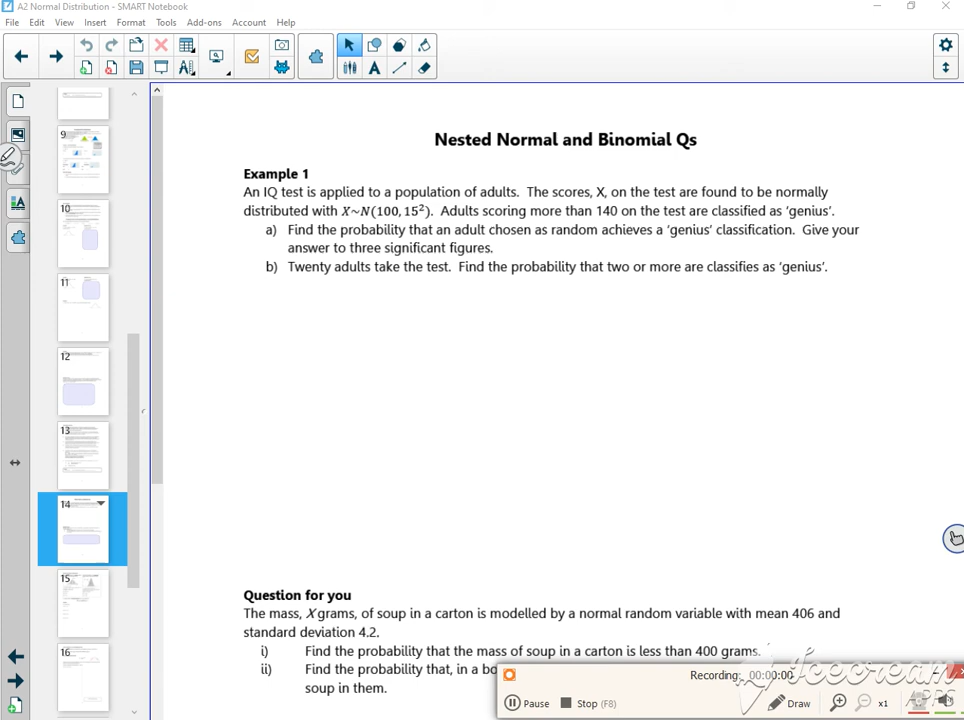 A2 Normal Distribution - SMART Notebook
File Edit View Insert Format Tools Add-ons Account Help
9
10
11
12
13
14
15
16
Nested Normal and Binomial Qs
Example 1
An IQ test is applied to a population of adults. The scores, X, on the test are found to be normally
distributed with X~N(100, 15²). Adults scoring more than 140 on the test are classified as ‘genius’.
a) Find the probability that an adult chosen as random achieves a ‘genius’ classification. Give your
answer to three significant figures.
b) Twenty adults take the test. Find the probability that two or more are classifies as ‘genius’.
Question for you
The mass, X grams, of soup in a carton is modelled by a normal random variable with mean 406 and
standard deviation 4.2.
i) Find the probability that the mass of soup in a carton is less than 400 grams.
ii) Find the probability that, in a bo
soup in them.
Recording: 00:00:00
Pause Stop (F8) Draw x1
Icecream
APPS